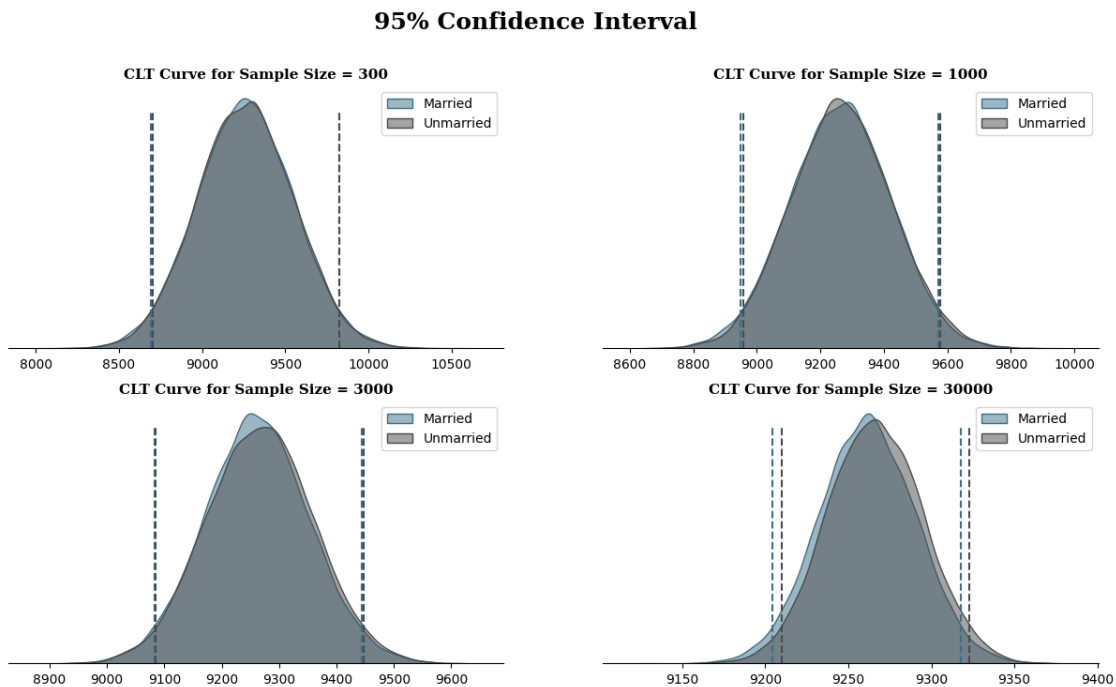 95% Confidence Interval
CLT Curve for Sample Size = 300
Married
Unmarried
8000 8500 9000 9500 10000 10500
CLT Curve for Sample Size = 1000
Married
Unmarried
8600 8800 9000 9200 9400 9600 9800 10000
CLT Curve for Sample Size = 3000
Married
Unmarried
8900 9000 9100 9200 9300 9400 9500 9600
CLT Curve for Sample Size = 30000
Married
Unmarried
9150 9200 9250 9300 9350 9400